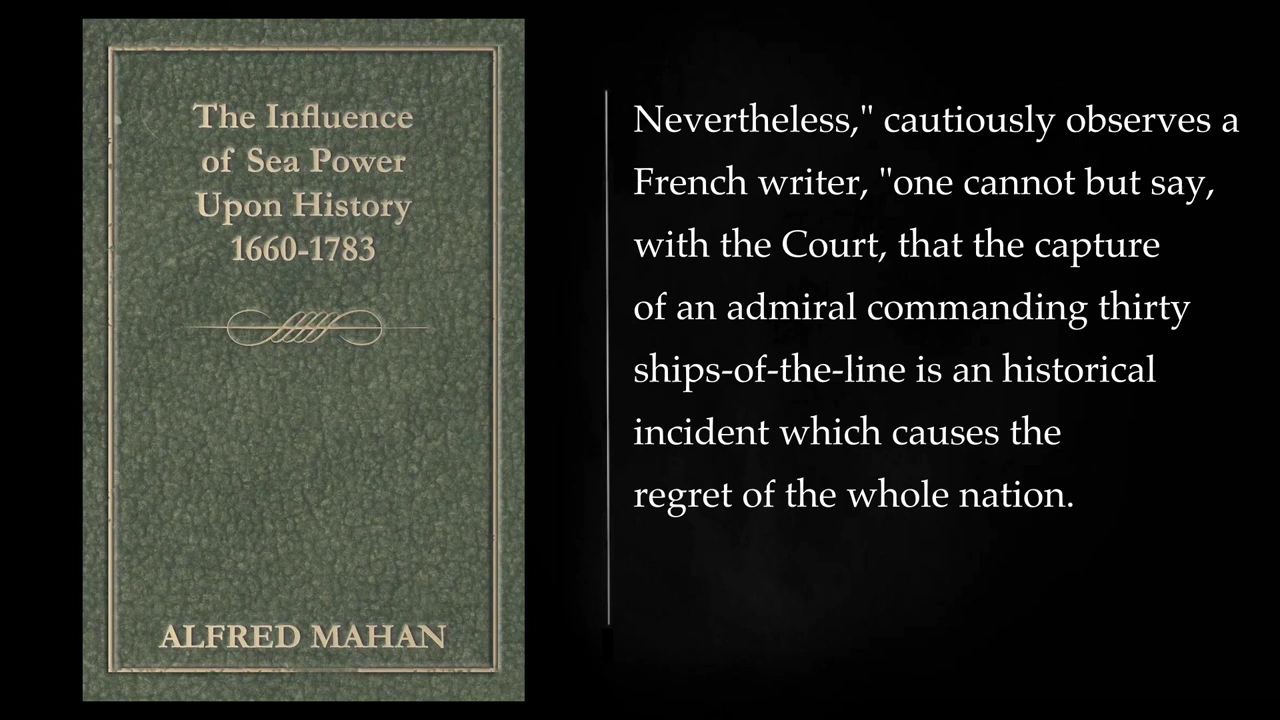 The Influence
of Sea Power
Upon History
1660-1783
ALFRED MAHAN
Nevertheless," cautiously observes a
French writer, "one cannot but say,
with the Court, that the capture
of an admiral commanding thirty
ships-of-the-line is an historical
incident which causes the
regret of the whole nation.